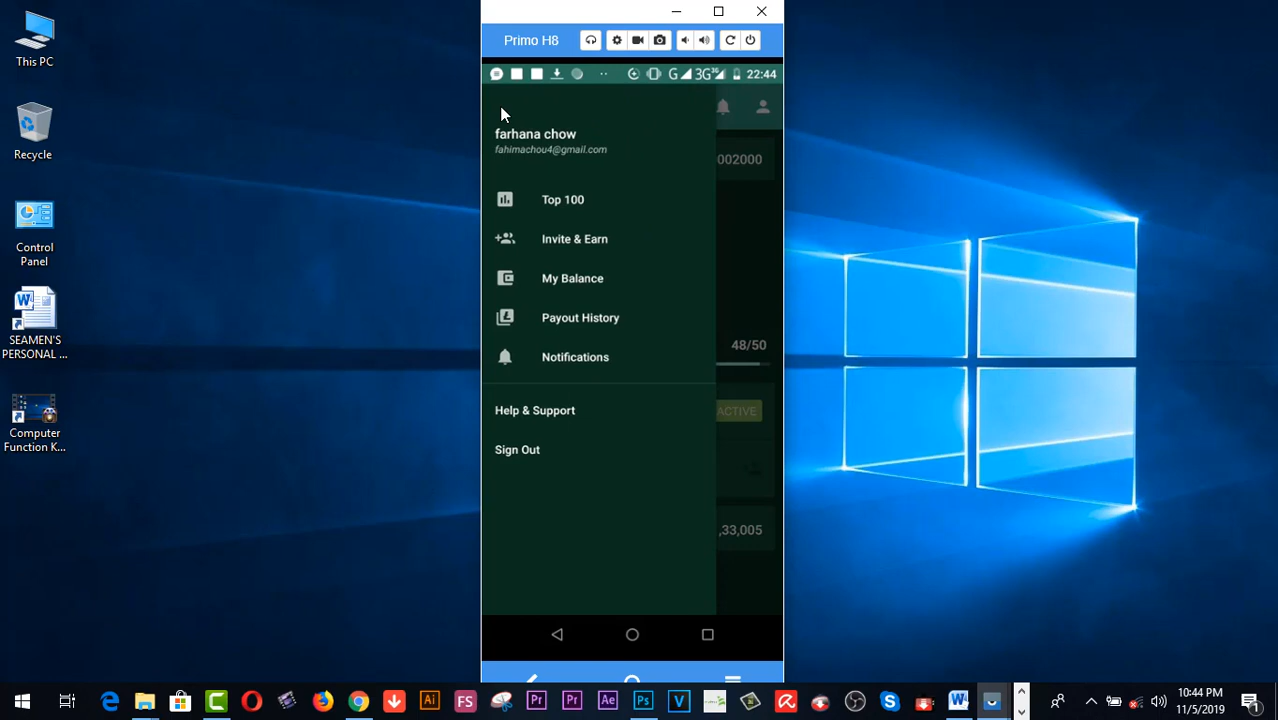 Primo H8
This PC
22:44
farhana chow
fahimachou4@gmail.com
002000
Recycle
Top 100
Invite & Earn
Control
Panel
My Balance
Payout History
SEAMEN'S
PERSONAL ...
48/50
Notifications
Help & Support
ACTIVE
Computer
Function K...
Sign Out
,33,005
10:44 PM
11/5/2019